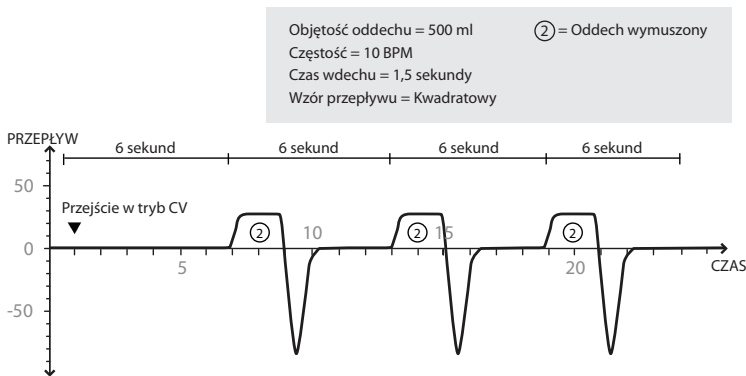 Objętość oddechu = 500 ml
② = Oddech wymuszony
Częstość = 10 BPM
Czas wdechu = 1,5 sekundy
Wzór przepływu = Kwadratowy
PRZEPŁYW
6 sekund 6 sekund 6 sekund 6 sekund
50
Przejście w tryb CV
② ② ②
10 15
0
5 20
CZAS
-50